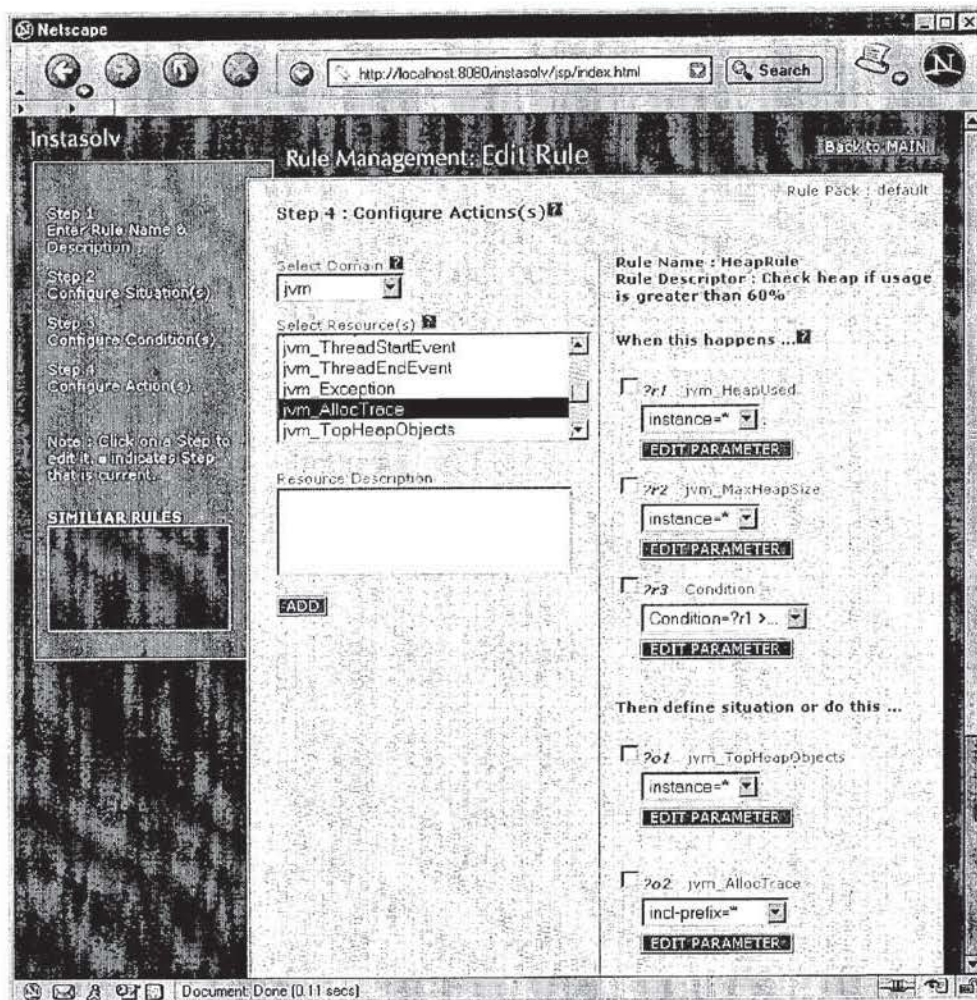 Netscape
http://localhost:8080/instasolv/jsp/index.html
Search
Instasolv
Rule Management: Edit Rule
Back to MAIN
Rule Pack : default
Step 1
Enter Rule Name &
Description
Step 2
Configure Situation(s)
Step 3
Configure Condition(s)
Step 4
Configure Action(s)
Note : Click on a Step to
edit it. ■ indicates Step
that is current.
SIMILIAR RULES
Step 4 : Configure Actions(s) ?
Select Domain ?
jvm
Select Resource(s) ?
jvm_ThreadStartEvent
jvm_ThreadEndEvent
jvm_Exception
jvm_AllocTrace
jvm_TopHeapObjects
Resource Description
ADD
Rule Name : HeapRule
Rule Descriptor : Check heap if usage
is greater than 60%
When this happens ... ?
?r1 jvm_HeapUsed
instance=*
EDIT PARAMETER
?r2 jvm_MaxHeapSize
instance=*
EDIT PARAMETER
?r3 Condition
Condition=?r1 >...
EDIT PARAMETER
Then define situation or do this ...
?o1 jvm_TopHeapObjects
instance=*
EDIT PARAMETER
?o2 jvm_AllocTrace
incl-prefix=*
EDIT PARAMETER
Document: Done (0.11 secs)